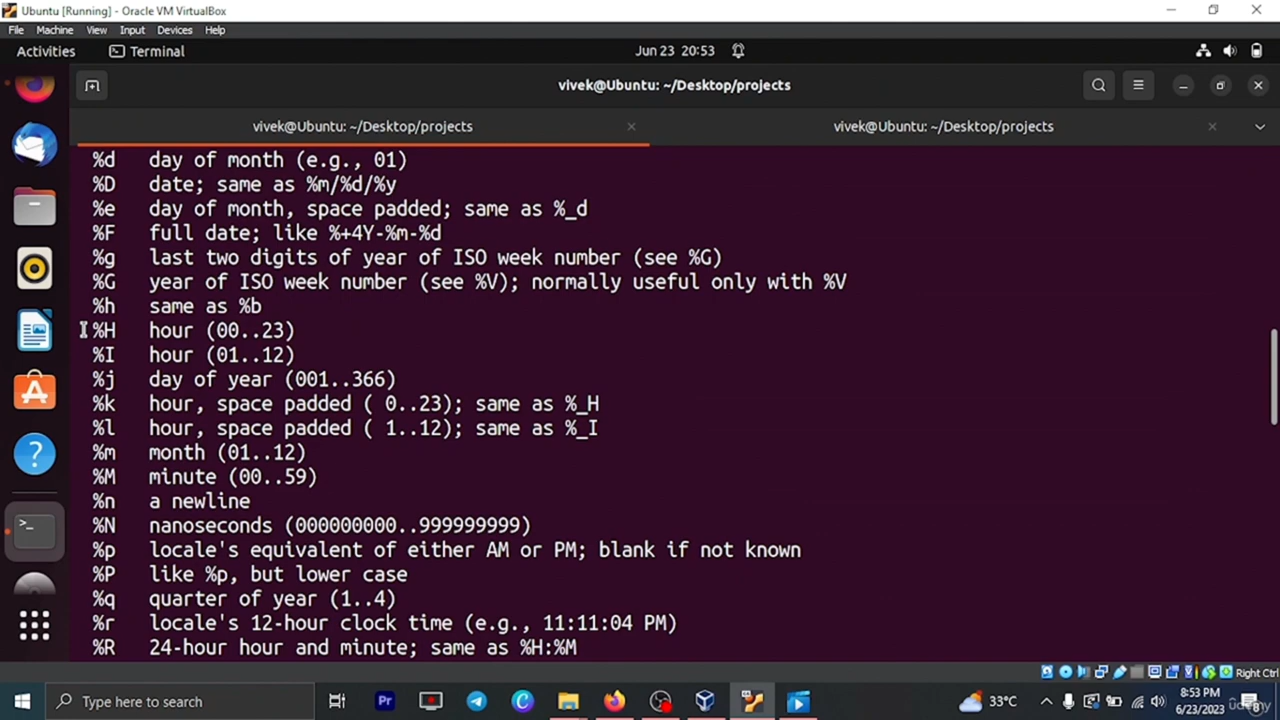 Ubuntu [Running] - Oracle VM VirtualBox
File Machine View Input Devices Help
Activities Terminal Jun 23 20:53
vivek@Ubuntu: ~/Desktop/projects
vivek@Ubuntu: ~/Desktop/projects vivek@Ubuntu: ~/Desktop/projects
%d day of month (e.g., 01)
%D date; same as %m/%d/%y
%e day of month, space padded; same as %_d
%F full date; like %+4Y-%m-%d
%g last two digits of year of ISO week number (see %G)
%G year of ISO week number (see %V); normally useful only with %V
%h same as %b
%H hour (00..23)
%I hour (01..12)
%j day of year (001..366)
%k hour, space padded ( 0..23); same as %_H
%l hour, space padded ( 1..12); same as %_I
%m month (01..12)
%M minute (00..59)
%n a newline
%N nanoseconds (000000000..999999999)
%p locale's equivalent of either AM or PM; blank if not known
%P like %p, but lower case
%q quarter of year (1..4)
%r locale's 12-hour clock time (e.g., 11:11:04 PM)
%R 24-hour hour and minute; same as %H:%M
Right Ctrl
Type here to search Pr 33°C 8:53 PM
6/23/2023
udemy